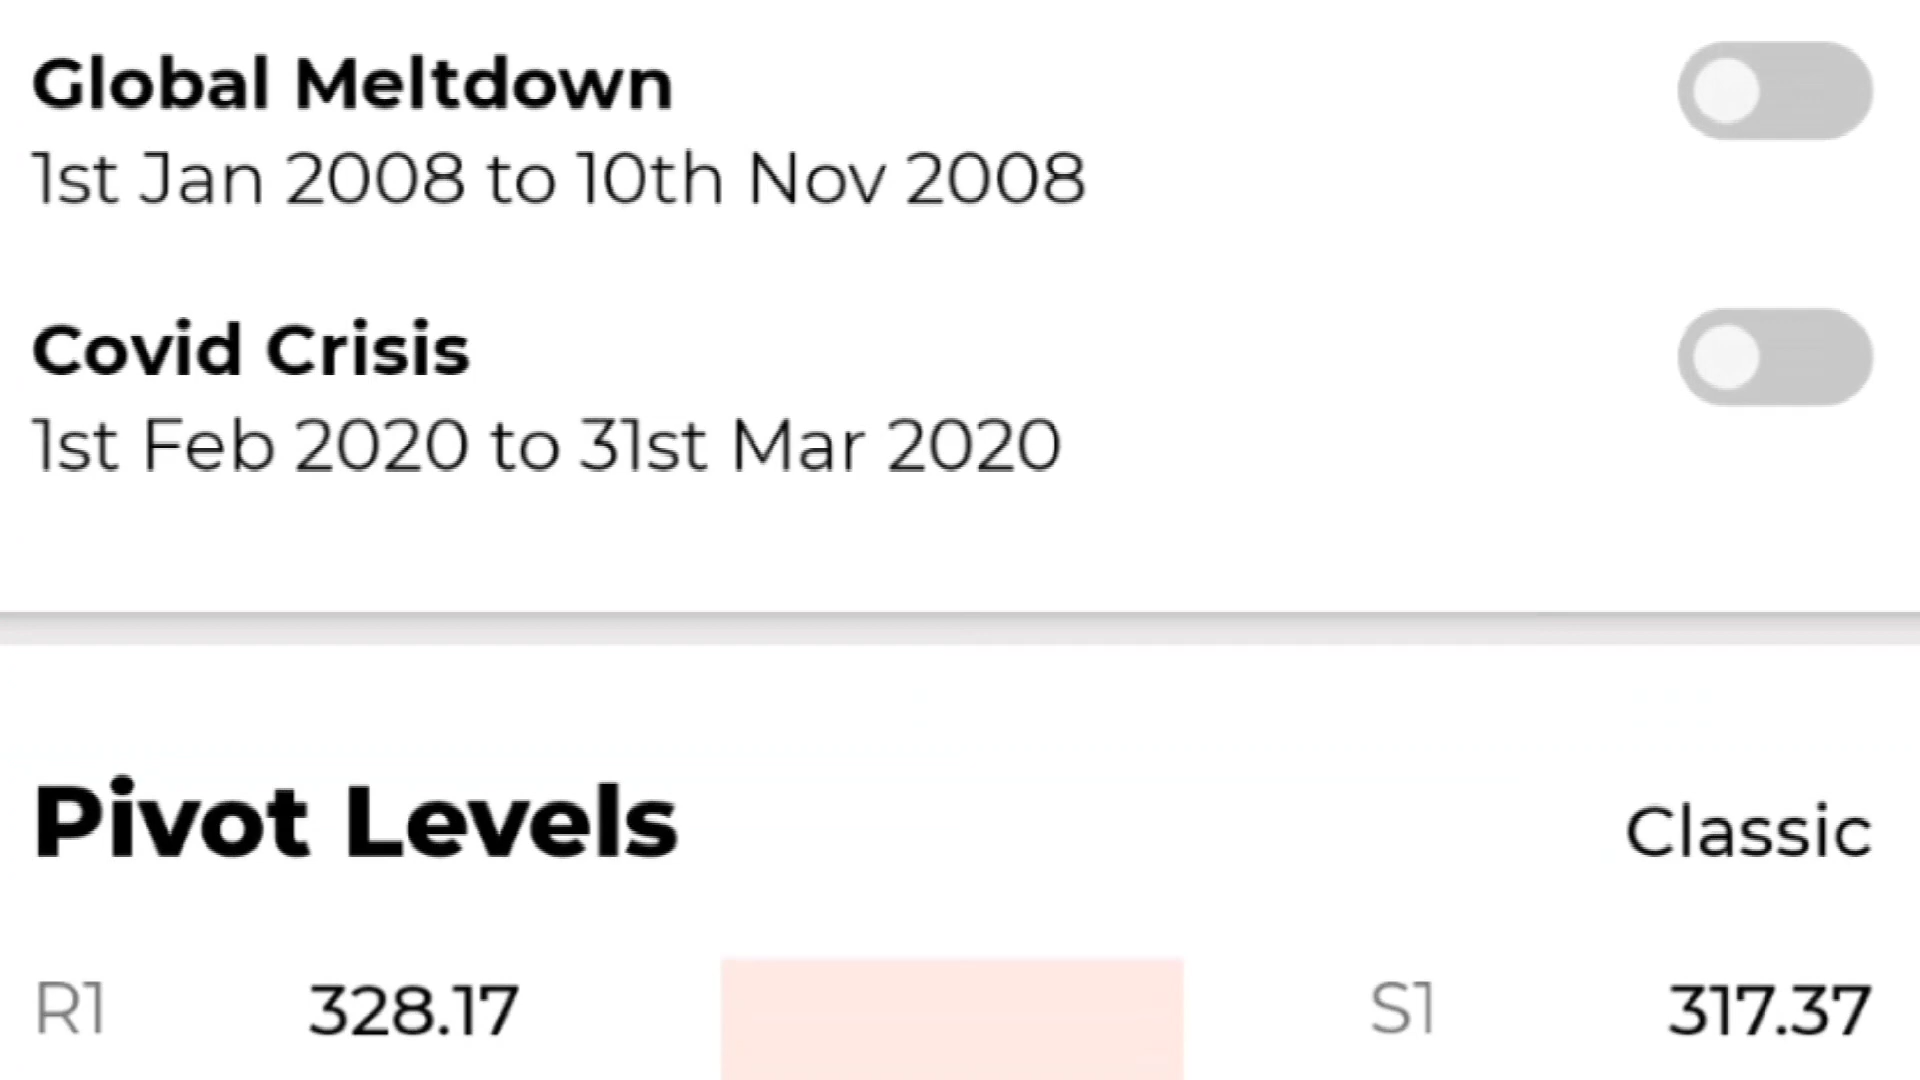 Global Meltdown
1st Jan 2008 to 10th Nov 2008
Covid Crisis
1st Feb 2020 to 31st Mar 2020
Pivot Levels Classic
R1 328.17 S1 317.37